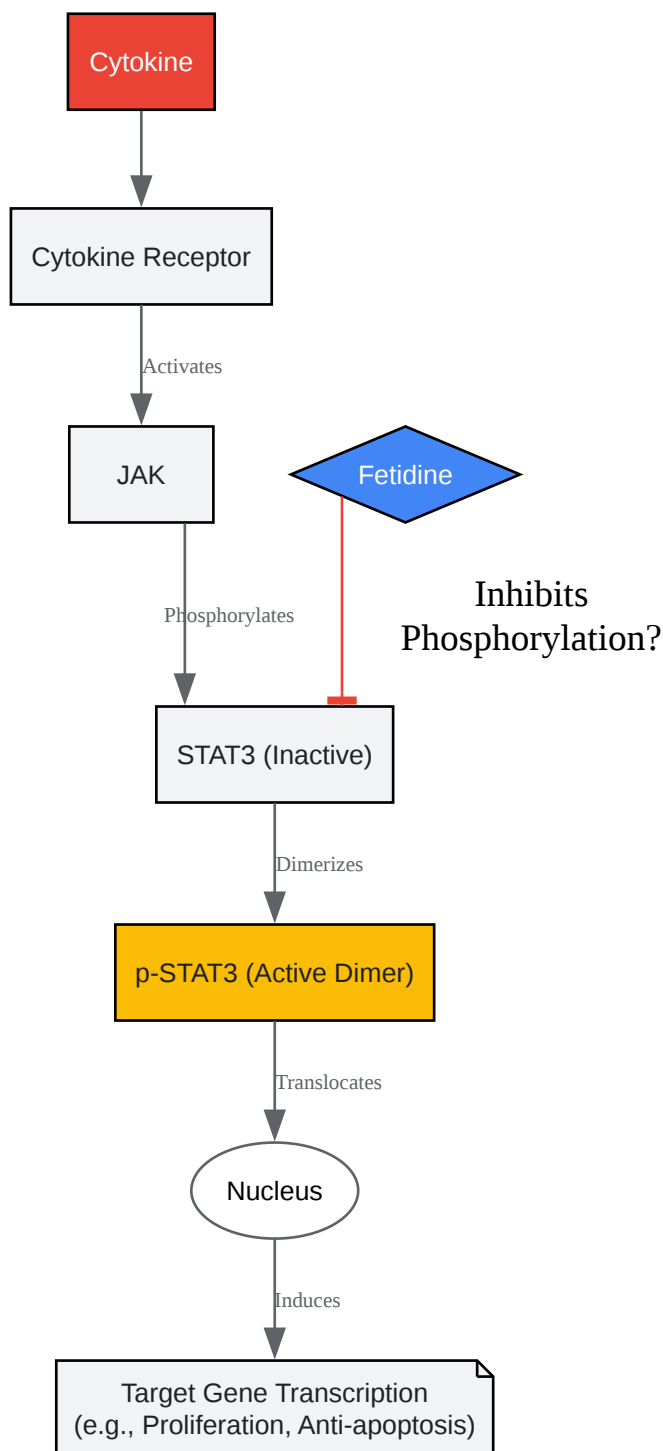 Cytokine
Cytokine Receptor
Activates
JAK
Fetidine
Phosphorylates
Inhibits
Phosphorylation?
STAT3 (Inactive)
Dimerizes
p-STAT3 (Active Dimer)
Translocates
Nucleus
Induces
Target Gene Transcription
(e.g., Proliferation, Anti-apoptosis)